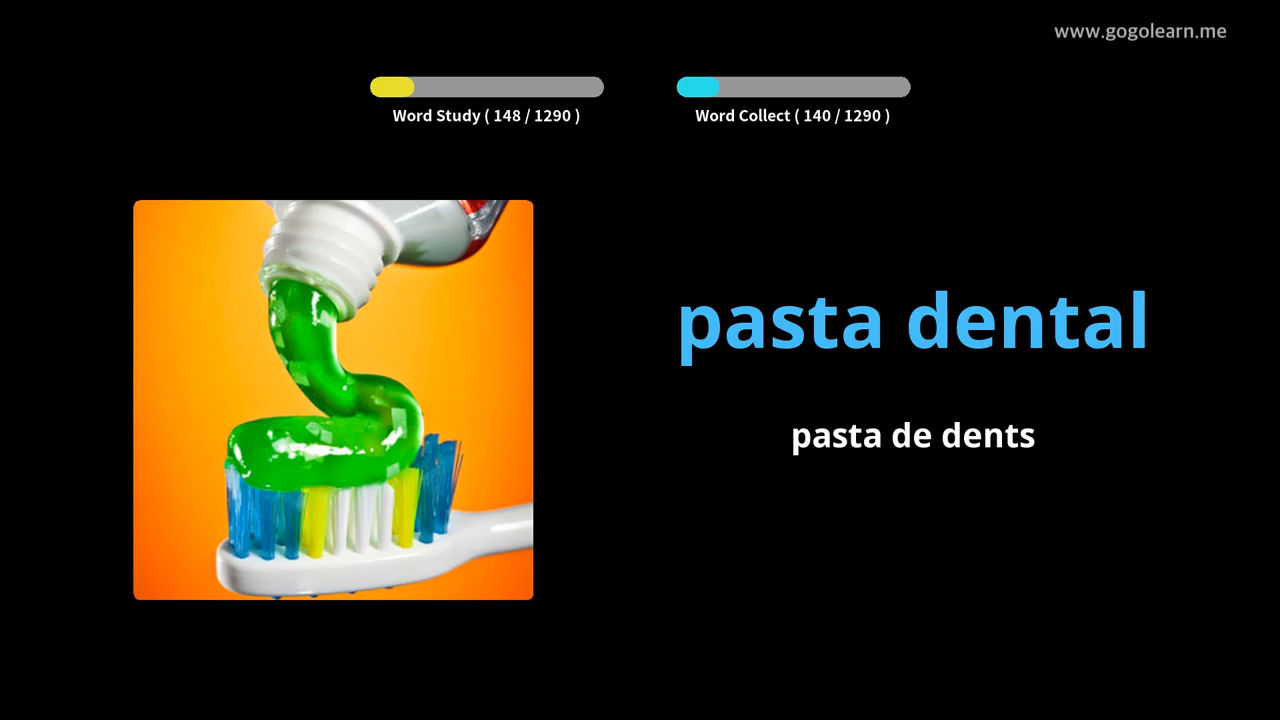 www.gogolearn.me
Word Study ( 148 / 1290 )
Word Collect ( 140 / 1290 )
pasta dental
pasta de dents